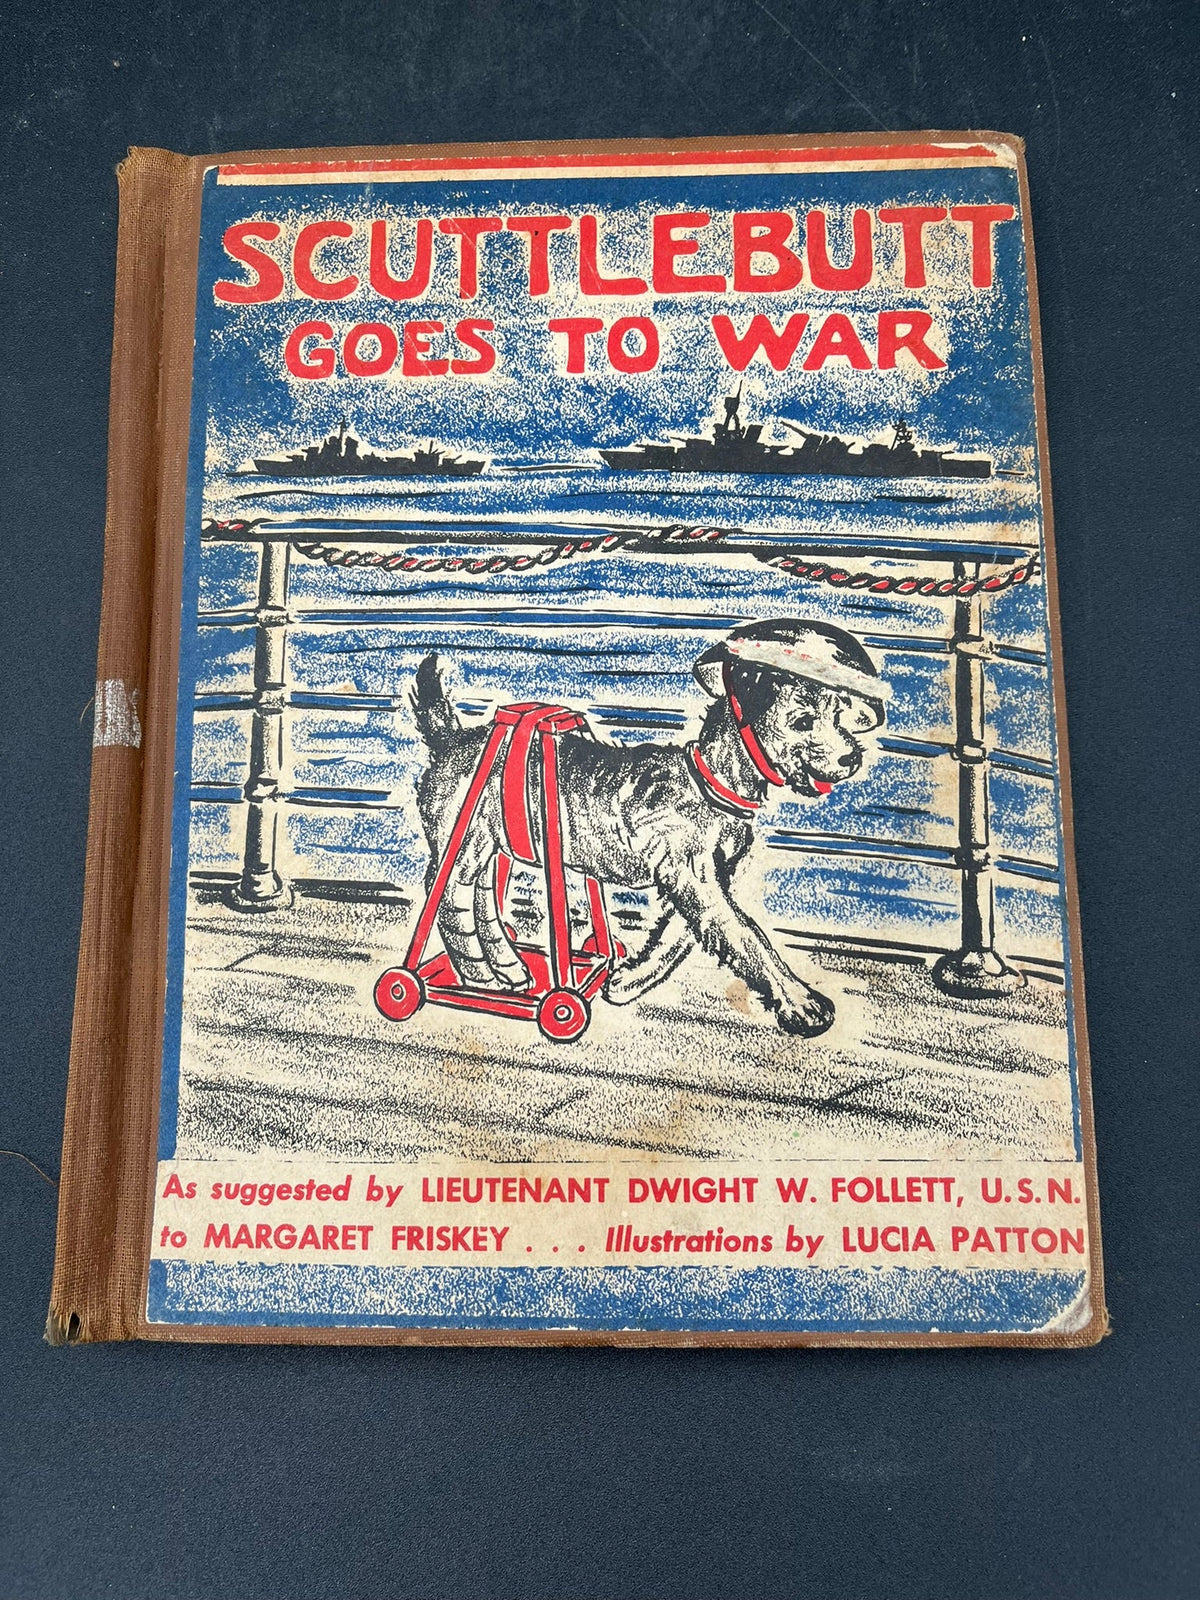 SCUTTLEBUTT
GOES TO WAR
As suggested by LIEUTENANT DWIGHT W. FOLLETT, U.S.N.
to MARGARET FRISKEY . . . Illustrations by LUCIA PATTON